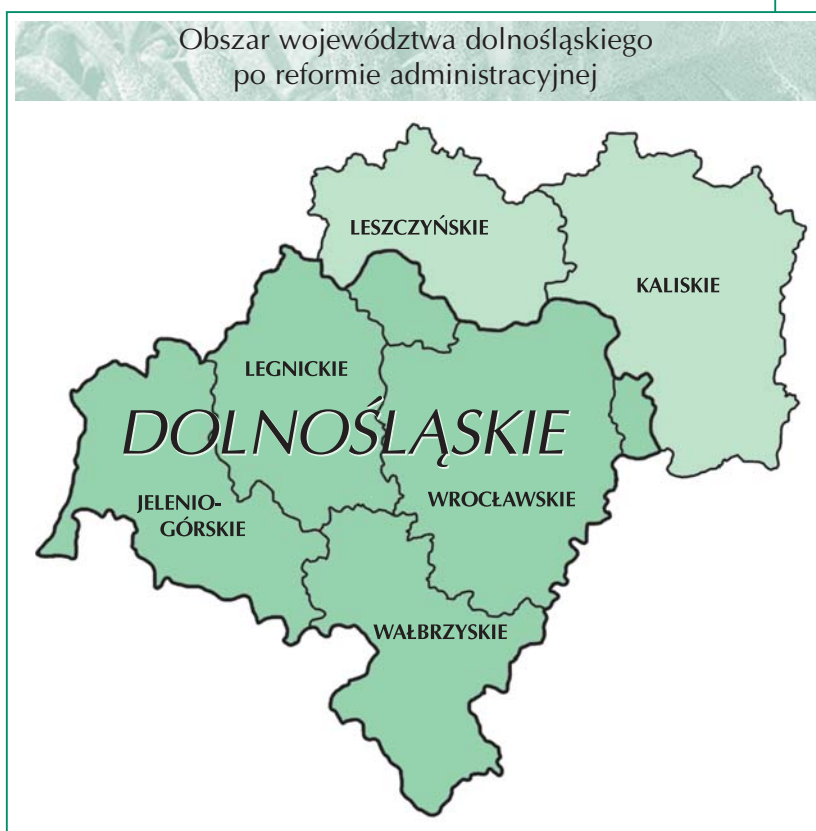 Obszar województwa dolnośląskiego
po reformie administracyjnej
LESZCZYŃSKIE
KALISKIE
LEGNICKIE
DOLNOŚLĄSKIE
JELENIO-
GÓRSKIE
WROCŁAWSKIE
WAŁBRZYSKIE